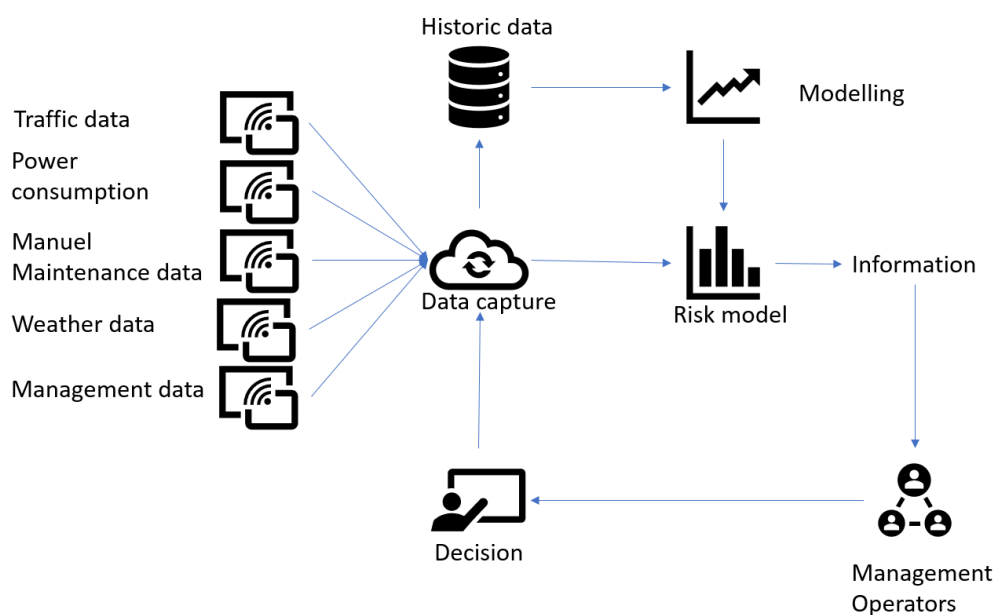 Historic data
Modelling
Traffic data
Power
consumption
Manuel
Maintenance data
Weather data
Management data
Data capture
Risk model
Information
Decision
Management
Operators